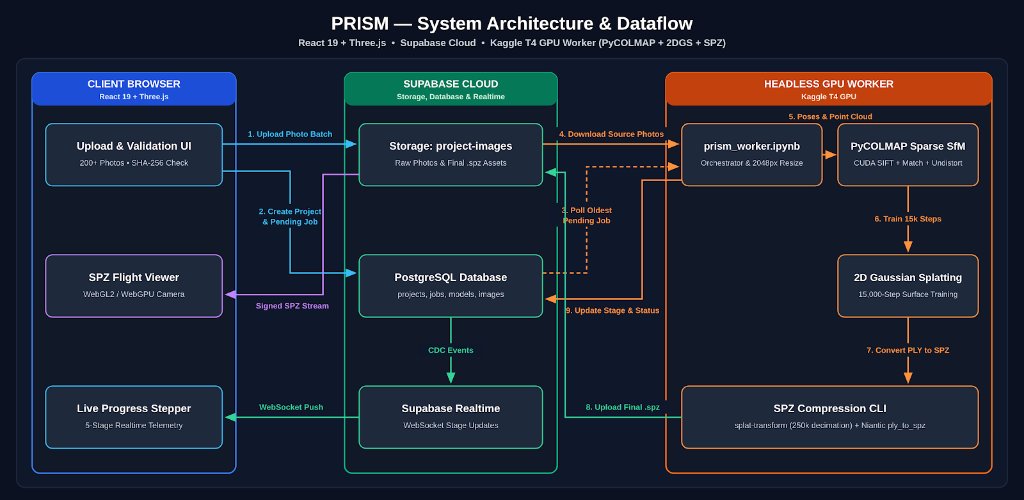 PRISM — System Architecture & Dataflow
React 19 + Three.js • Supabase Cloud • Kaggle T4 GPU Worker (PyCOLMAP + 2DGS + SPZ)
CLIENT BROWSER
React 19 + Three.js
SUPABASE CLOUD
Storage, Database & Realtime
HEADLESS GPU WORKER
Kaggle T4 GPU
5. Poses & Point Cloud
1. Upload Photo Batch
4. Download Source Photos
Upload & Validation UI
200+ Photos • SHA-256 Check
Storage: project-images
Raw Photos & Final .spz Assets
prism_worker.ipynb
Orchestrator & 2048px Resize
PyCOLMAP Sparse SfM
CUDA SIFT + Match + Undistort
2. Create Project
& Pending Job
3. Poll Oldest
Pending Job
6. Train 15k Steps
SPZ Flight Viewer
WebGL2 / WebGPU Camera
PostgreSQL Database
projects, jobs, models, images
2D Gaussian Splatting
15,000-Step Surface Training
Signed SPZ Stream
9. Update Stage & Status
CDC Events
7. Convert PLY to SPZ
Live Progress Stepper
5-Stage Realtime Telemetry
WebSocket Push
Supabase Realtime
WebSocket Stage Updates
8. Upload Final .spz
SPZ Compression CLI
splat-transform (250k decimation) + Niantic ply_to_spz